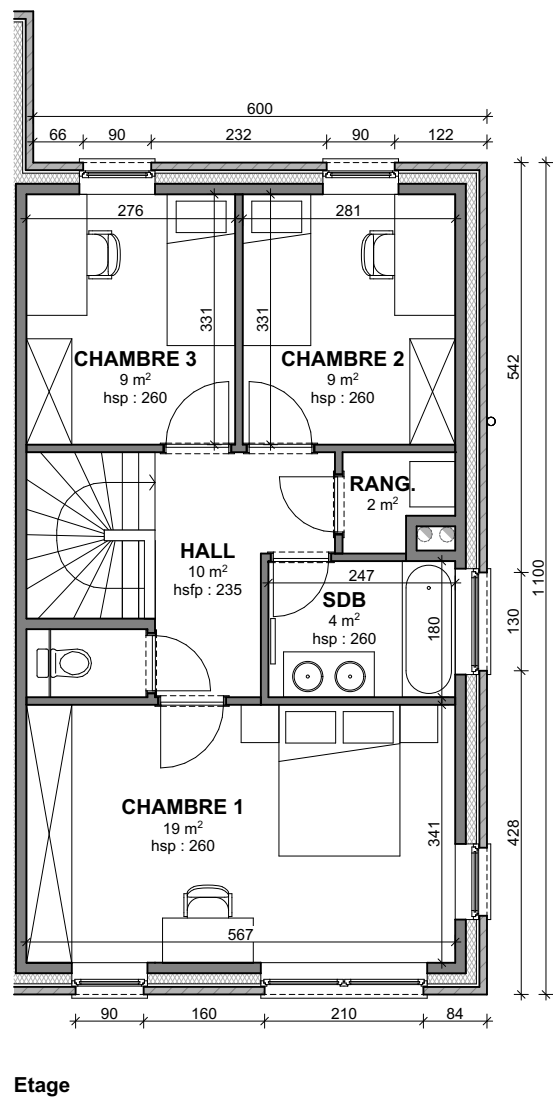 600
66 90 232 90 122
276 281
331 331
CHAMBRE 3
9 m²
hsp : 260
CHAMBRE 2
9 m²
hsp : 260
542
RANG.
2 m²
HALL
10 m²
hsfp : 235
247
SDB
4 m²
hsp : 260
180
130
1100
CHAMBRE 1
19 m²
hsp : 260
341
428
567
90 160 210 84
Etage